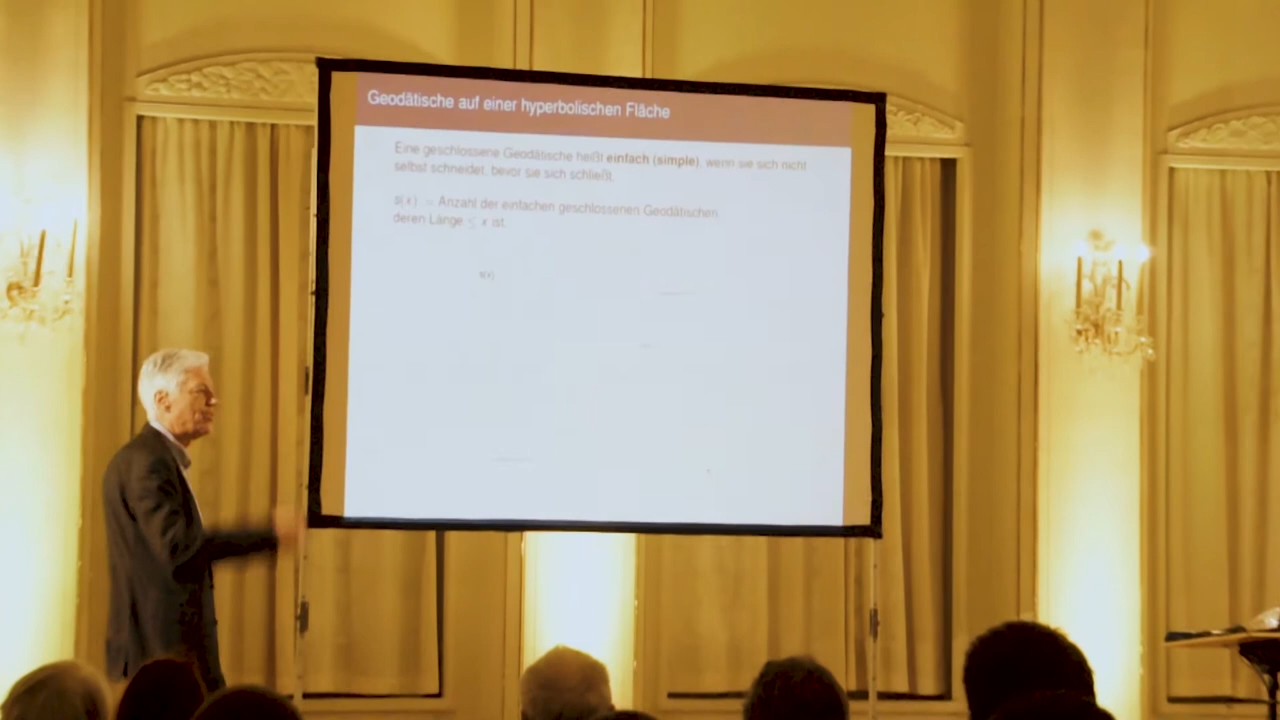 Geodätische auf einer hyperbolischen Fläche
Eine geschlossene Geodätische heißt einfach (simple), wenn sie sich nicht
selbst schneidet, bevor sie sich schließt.
s(x) := Anzahl der einfachen geschlossenen Geodätischen
deren Länge ≤ x ist.
s(x)